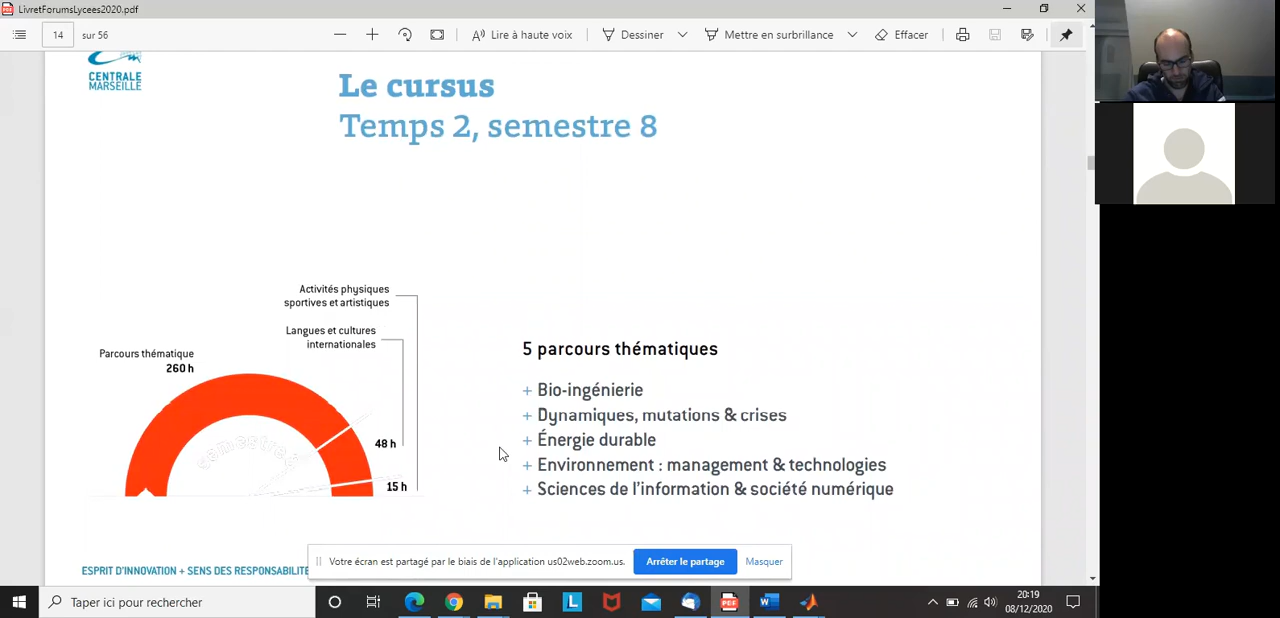 LivretForumsLycees2020.pdf
14 sur 56
Lire à haute voix
Dessiner
Mettre en surbrillance
Effacer
CENTRALE
MARSEILLE
Le cursus
Temps 2, semestre 8
Activités physiques
sportives et artistiques
Langues et cultures
internationales
Parcours thématique
260 h
48 h
15 h
semestre8
5 parcours thématiques
+ Bio-ingénierie
+ Dynamiques, mutations & crises
+ Énergie durable
+ Environnement : management & technologies
+ Sciences de l'information & société numérique
ESPRIT D'INNOVATION + SENS DES RESPONSABILITÉ
Votre écran est partagé par le biais de l'application us02web.zoom.us.
Arrêter le partage
Masquer
Taper ici pour rechercher
20:19
08/12/2020